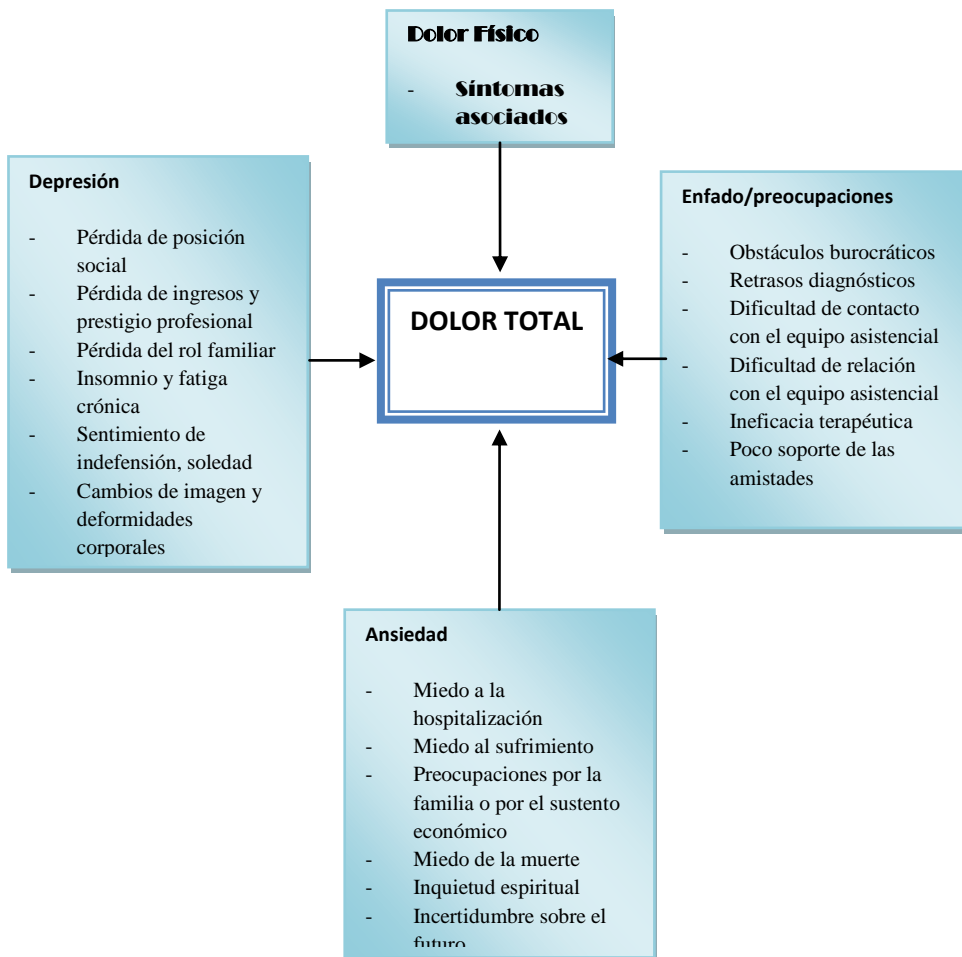 Dolor Físico
- Síntomas
asociados
Depresión
- Pérdida de posición
social
- Pérdida de ingresos y
prestigio profesional
- Pérdida del rol familiar
- Insomnio y fatiga
crónica
- Sentimiento de
indefensión, soledad
- Cambios de imagen y
deformidades
corporales
DOLOR TOTAL
Enfado/preocupaciones
- Obstáculos burocráticos
- Retrasos diagnósticos
- Dificultad de contacto
con el equipo asistencial
- Dificultad de relación
con el equipo asistencial
- Ineficacia terapéutica
- Poco soporte de las
amistades
Ansiedad
- Miedo a la
hospitalización
- Miedo al sufrimiento
- Preocupaciones por la
familia o por el sustento
económico
- Miedo de la muerte
- Inquietud espiritual
- Incertidumbre sobre el
futuro